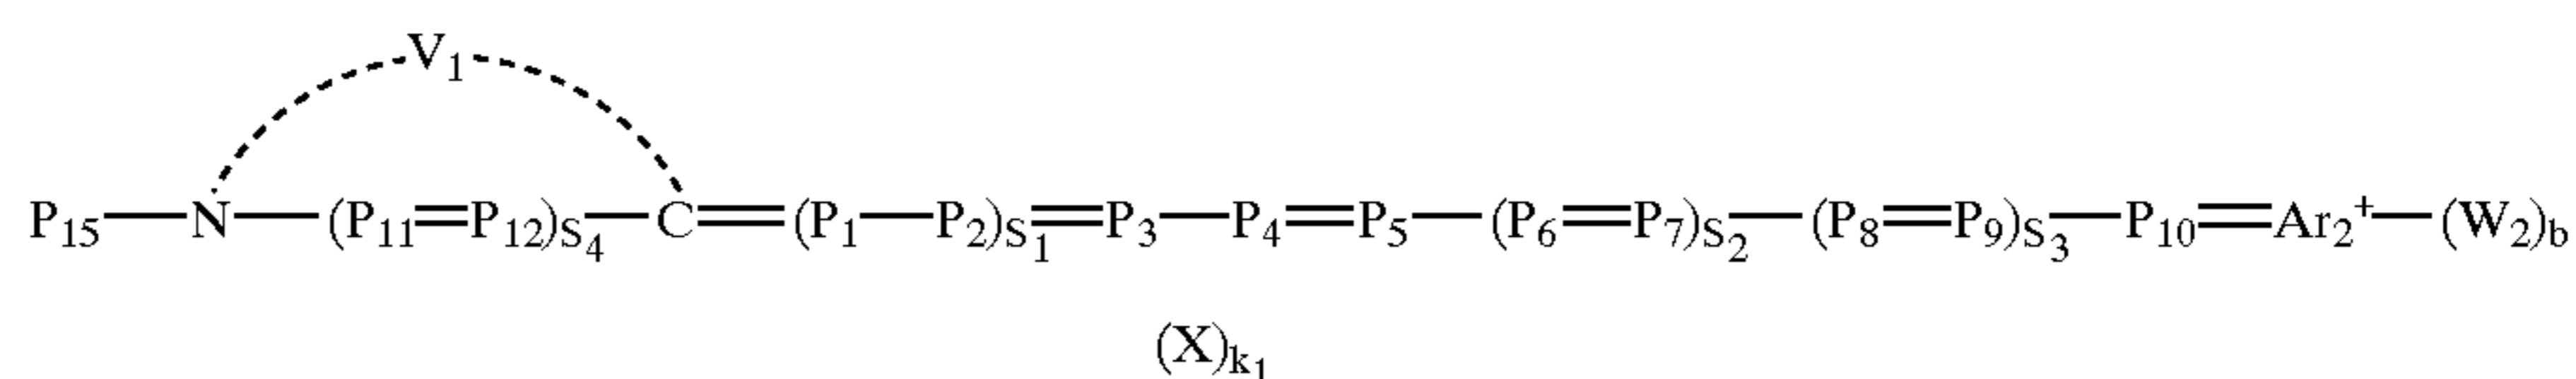 V₁
P₁₅—N—(P₁₁=P₁₂)S₄—C=(P₁—P₂)S₁=P₃—P₄=P₅—(P₆=P₇)S₂—(P₈=P₉)S₃—P₁₀=Ar₂⁺—(W₂)b
(X)k₁